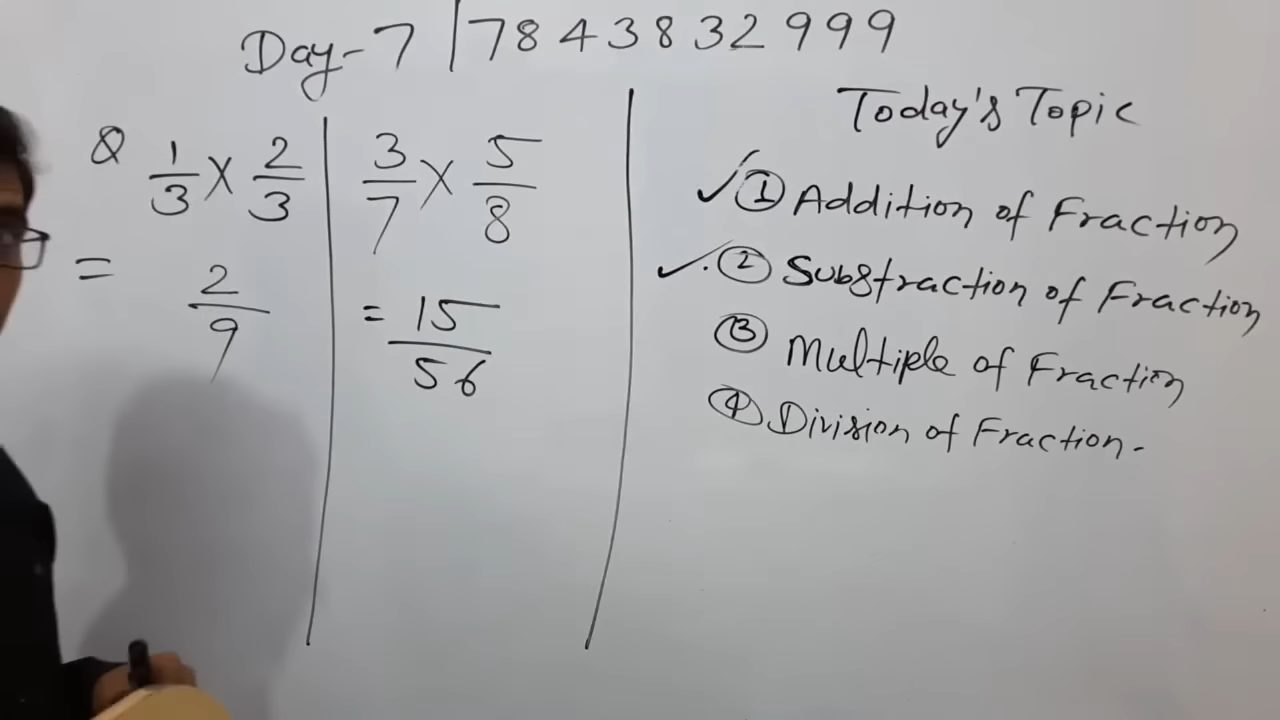 Day-7 | 7843832999
Q 1/3 × 2/3
= 2/9
3/7 × 5/8
= 15/56
Today's Topic
✓ ① Addition of Fraction
✓. ② Substraction of Fraction
③ Multiple of Fraction
④ Division of Fraction.